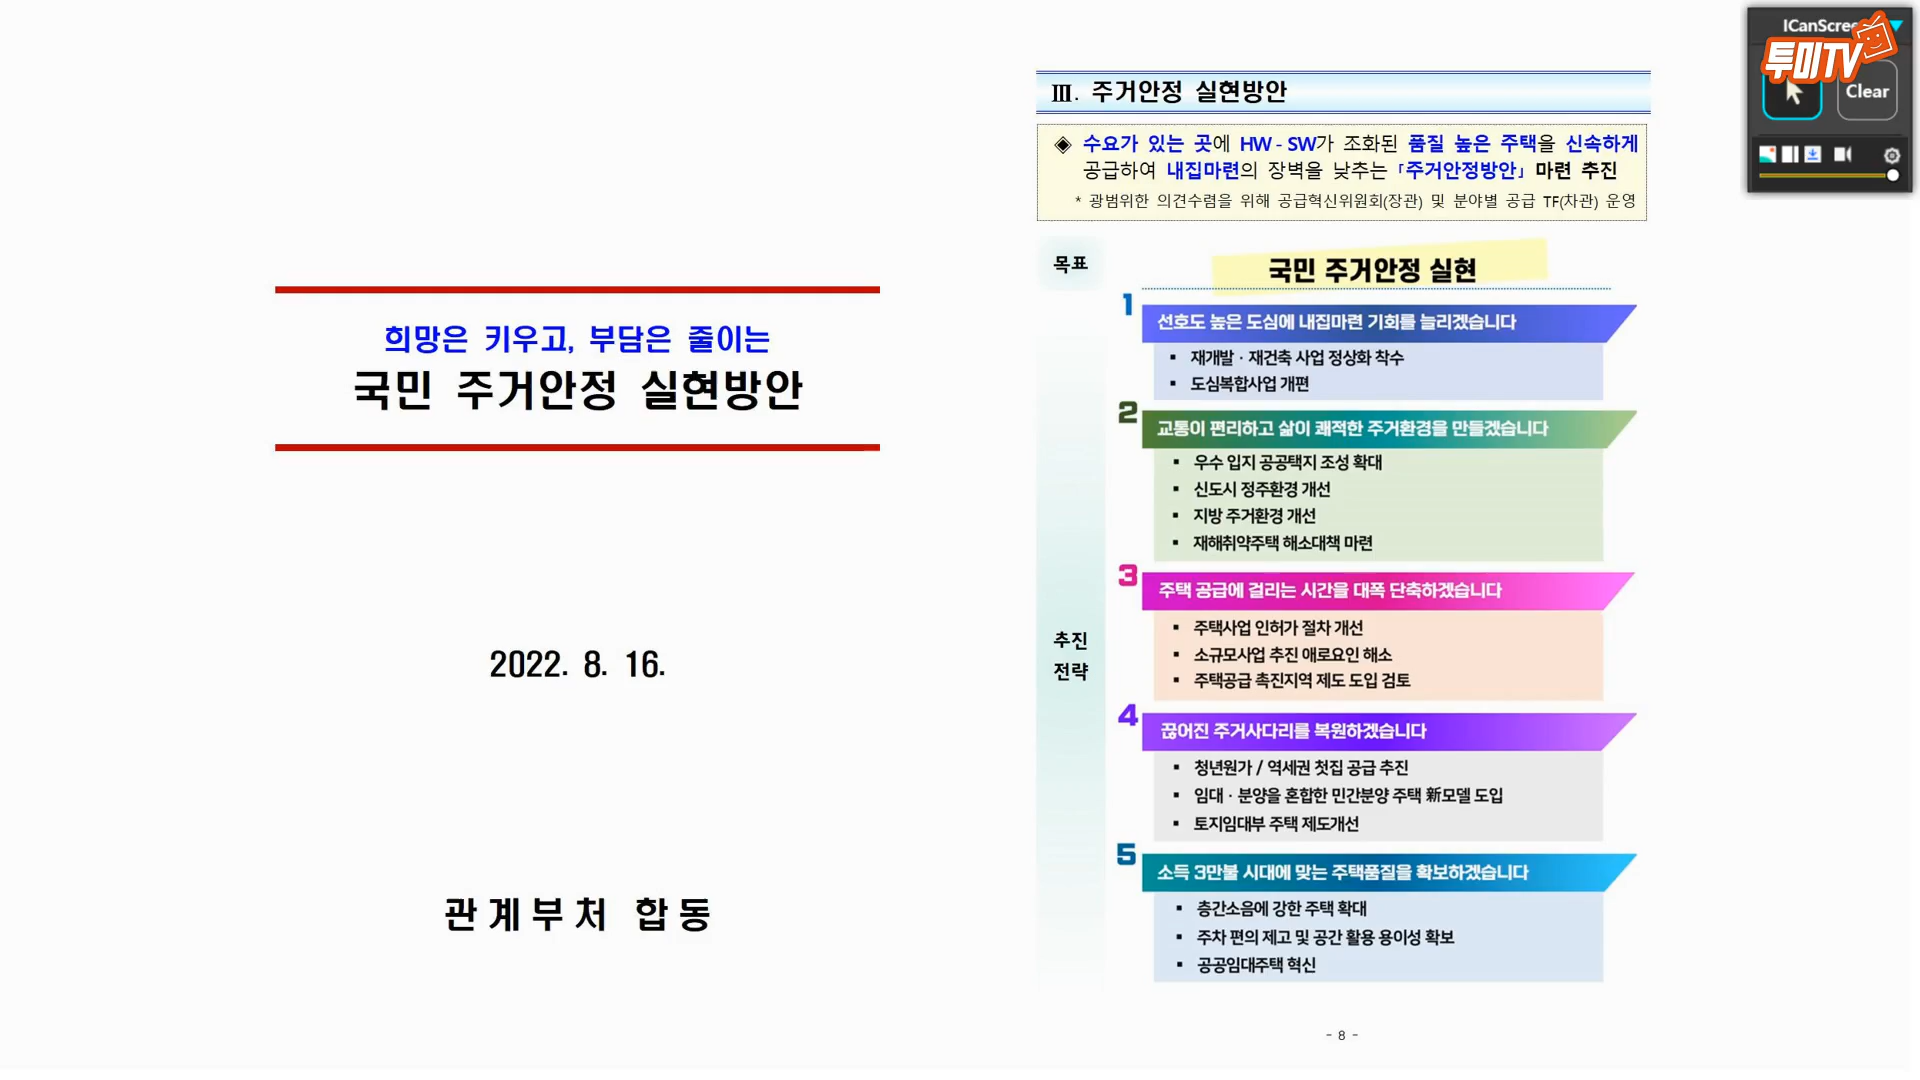 희망은 키우고, 부담은 줄이는
국민 주거안정 실현방안
2022. 8. 16.
관계부처 합동
Ⅲ. 주거안정 실현방안
◈ 수요가 있는 곳에 HW - SW가 조화된 품질 높은 주택을 신속하게
공급하여 내집마련의 장벽을 낮추는 「주거안정방안」 마련 추진
* 광범위한 의견수렴을 위해 공급혁신위원회(장관) 및 분야별 공급 TF(차관) 운영
목표
국민 주거안정 실현
추진
전략
1
선호도 높은 도심에 내집마련 기회를 늘리겠습니다
▪ 재개발 · 재건축 사업 정상화 착수
▪ 도심복합사업 개편
2
교통이 편리하고 삶이 쾌적한 주거환경을 만들겠습니다
▪ 우수 입지 공공택지 조성 확대
▪ 신도시 정주환경 개선
▪ 지방 주거환경 개선
▪ 재해취약주택 해소대책 마련
3
주택 공급에 걸리는 시간을 대폭 단축하겠습니다
▪ 주택사업 인허가 절차 개선
▪ 소규모사업 추진 애로요인 해소
▪ 주택공급 촉진지역 제도 도입 검토
4
끊어진 주거사다리를 복원하겠습니다
▪ 청년원가 / 역세권 첫집 공급 추진
▪ 임대 · 분양을 혼합한 민간분양 주택 新모델 도입
▪ 토지임대부 주택 제도개선
5
소득 3만불 시대에 맞는 주택품질을 확보하겠습니다
▪ 층간소음에 강한 주택 확대
▪ 주차 편의 제고 및 공간 활용 용이성 확보
▪ 공공임대주택 혁신
- 8 -
ICanScre
투미TV
Clear